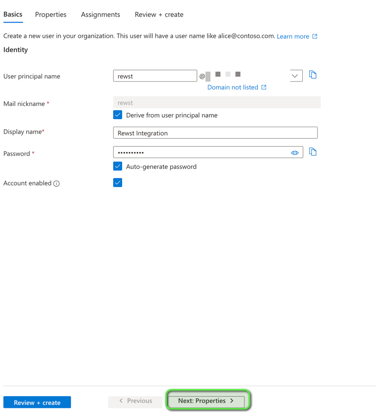 Basics Properties Assignments Review + create
Create a new user in your organization. This user will have a user name like alice@contoso.com. Learn more
Identity
User principal name rewst @
Domain not listed
Mail nickname * rewst
Derive from user principal name
Display name* Rewst Integration
Password * ••••••••••
Auto-generate password
Account enabled
Review + create < Previous Next: Properties >